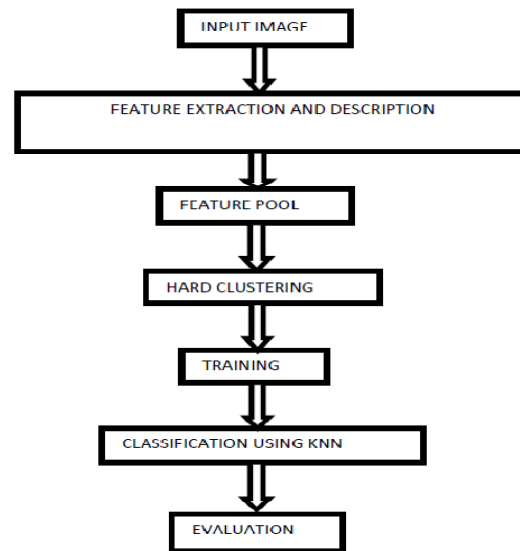 INPUT IMAGE
FEATURE EXTRACTION AND DESCRIPTION
FEATURE POOL
HARD CLUSTERING
TRAINING
CLASSIFICATION USING KNN
EVALUATION